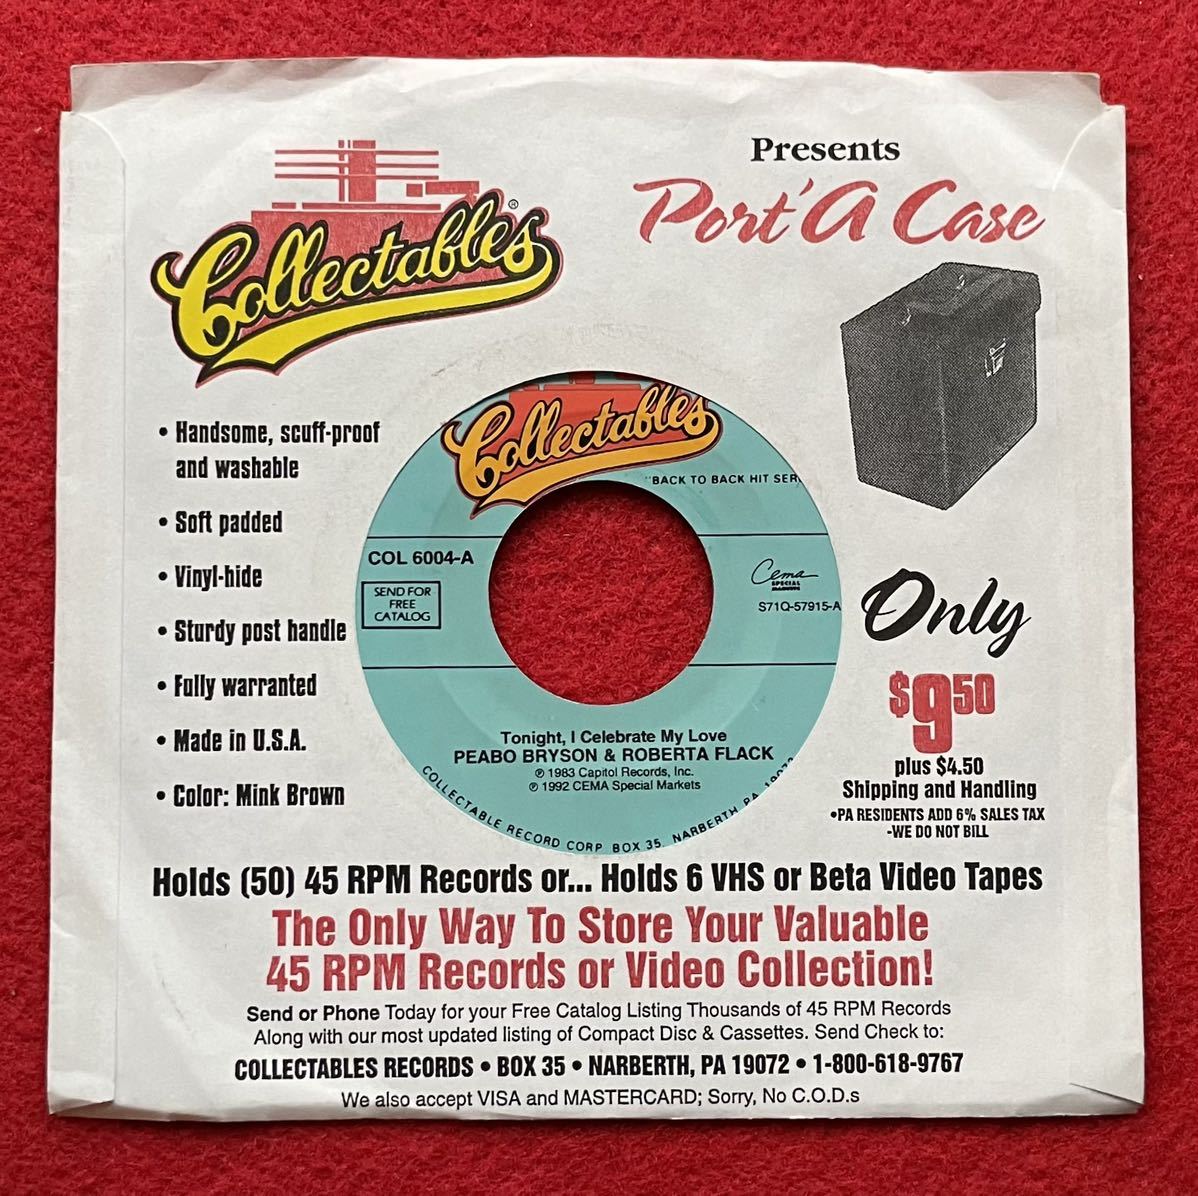 Collectables®
Presents
Port'A Case
• Handsome, scuff-proof
and washable
• Soft padded
• Vinyl-hide
• Sturdy post handle
• Fully warranted
• Made in U.S.A.
• Color: Mink Brown
Collectables
"BACK TO BACK HIT SER
COL 6004-A
SEND FOR
FREE
CATALOG
Cema
SPECIAL
MARKETS
S71Q-57915-A
Tonight, I Celebrate My Love
PEABO BRYSON & ROBERTA FLACK
℗ 1983 Capitol Records, Inc.
℗ 1992 CEMA Special Markets
COLLECTABLE RECORD CORP BOX 35, NARBERTH, PA. 19072
Only
$9.50
plus $4.50
Shipping and Handling
•PA RESIDENTS ADD 6% SALES TAX
-WE DO NOT BILL
Holds (50) 45 RPM Records or... Holds 6 VHS or Beta Video Tapes
The Only Way To Store Your Valuable
45 RPM Records or Video Collection!
Send or Phone Today for your Free Catalog Listing Thousands of 45 RPM Records
Along with our most updated listing of Compact Disc & Cassettes. Send Check to:
COLLECTABLES RECORDS • BOX 35 • NARBERTH, PA 19072 • 1-800-618-9767
We also accept VISA and MASTERCARD; Sorry, No C.O.D.s